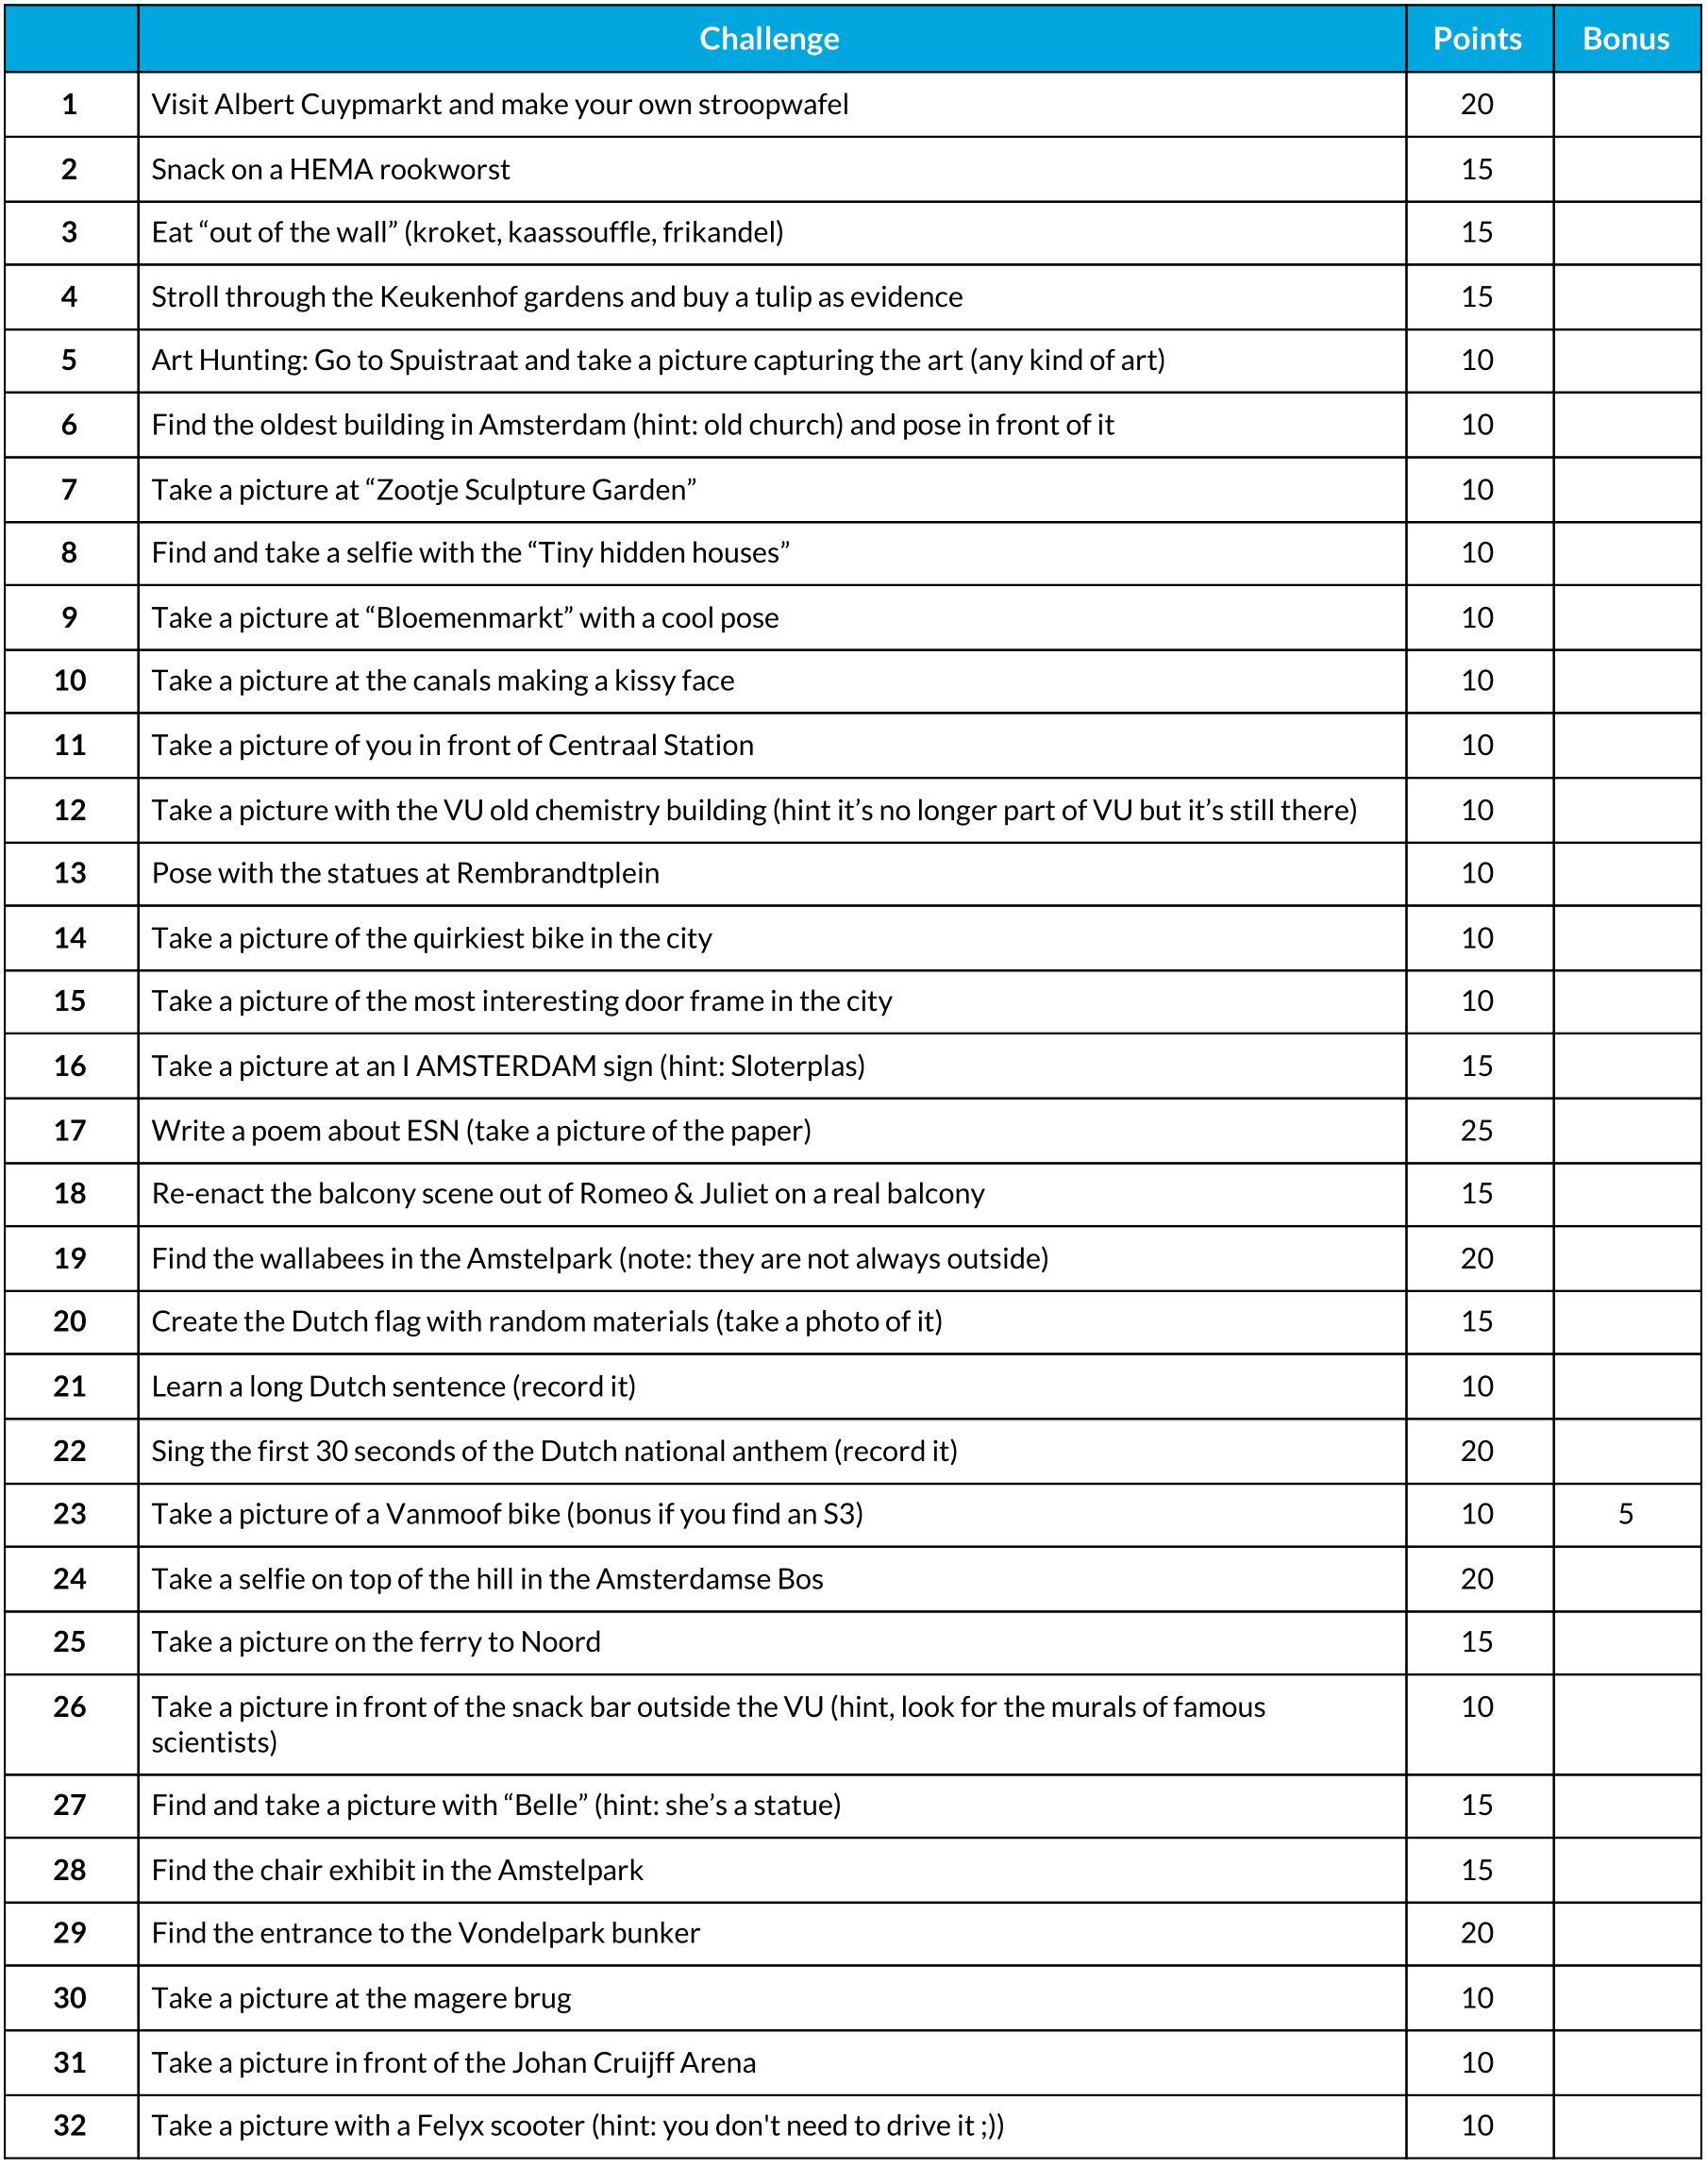 Challenge Points Bonus
1 Visit Albert Cuypmarkt and make your own stroopwafel 20
2 Snack on a HEMA rookworst 15
3 Eat “out of the wall” (kroket, kaassouffle, frikandel) 15
4 Stroll through the Keukenhof gardens and buy a tulip as evidence 15
5 Art Hunting: Go to Spuistraat and take a picture capturing the art (any kind of art) 10
6 Find the oldest building in Amsterdam (hint: old church) and pose in front of it 10
7 Take a picture at “Zootje Sculpture Garden” 10
8 Find and take a selfie with the “Tiny hidden houses” 10
9 Take a picture at “Bloemenmarkt” with a cool pose 10
10 Take a picture at the canals making a kissy face 10
11 Take a picture of you in front of Centraal Station 10
12 Take a picture with the VU old chemistry building (hint it’s no longer part of VU but it’s still there) 10
13 Pose with the statues at Rembrandtplein 10
14 Take a picture of the quirkiest bike in the city 10
15 Take a picture of the most interesting door frame in the city 10
16 Take a picture at an I AMSTERDAM sign (hint: Sloterplas) 15
17 Write a poem about ESN (take a picture of the paper) 25
18 Re-enact the balcony scene out of Romeo & Juliet on a real balcony 15
19 Find the wallabees in the Amstelpark (note: they are not always outside) 20
20 Create the Dutch flag with random materials (take a photo of it) 15
21 Learn a long Dutch sentence (record it) 10
22 Sing the first 30 seconds of the Dutch national anthem (record it) 20
23 Take a picture of a Vanmoof bike (bonus if you find an S3) 10 5
24 Take a selfie on top of the hill in the Amsterdamse Bos 20
25 Take a picture on the ferry to Noord 15
26 Take a picture in front of the snack bar outside the VU (hint, look for the murals of famous 10
scientists)
27 Find and take a picture with “Belle” (hint: she’s a statue) 15
28 Find the chair exhibit in the Amstelpark 15
29 Find the entrance to the Vondelpark bunker 20
30 Take a picture at the magere brug 10
31 Take a picture in front of the Johan Cruijff Arena 10
32 Take a picture with a Felyx scooter (hint: you don't need to drive it ;)) 10